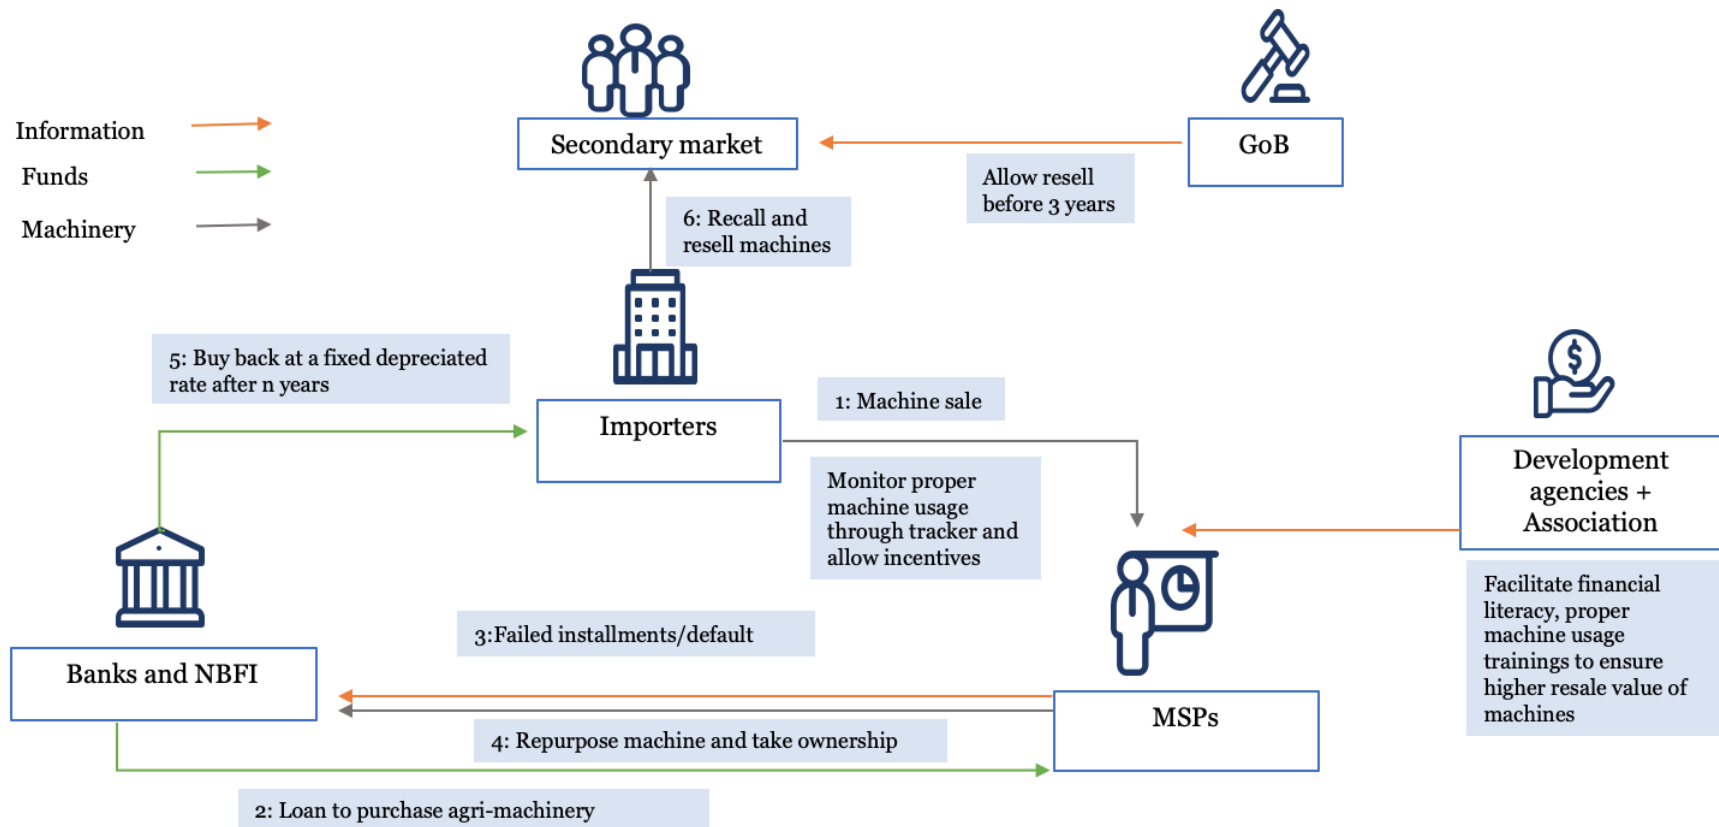 Information
Funds
Machinery
Secondary market
GoB
Allow resell
before 3 years
6: Recall and
resell machines
5: Buy back at a fixed depreciated
rate after n years
Importers
1: Machine sale
Monitor proper
machine usage
through tracker and
allow incentives
$
Development
agencies +
Association
Facilitate financial
literacy, proper
machine usage
trainings to ensure
higher resale value of
machines
3:Failed installments/default
Banks and NBFI
MSPs
4: Repurpose machine and take ownership
2: Loan to purchase agri-machinery